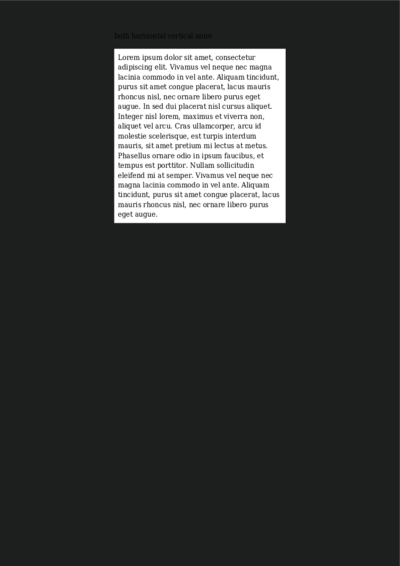 horizontal vertical
Lorem ipsum dolor sit amet, consectetur
adipiscing elit. Vivamus vel neque nec magna
lacinia commodo in vel ante. Aliquam tincidunt,
purus sit amet congue placerat, lacus mauris
rhoncus nisl, nec ornare libero purus eget
augue. In sed dui placerat nisl cursus aliquet.
Integer nisl lorem, maximus et viverra non,
aliquet vel arcu. Cras ullamcorper, arcu id
molestie scelerisque, est turpis interdum
mauris, sit amet pretium mi lectus at metus.
Phasellus ornare odio in ipsum faucibus, et
tempus est porttitor. Nullam sollicitudin
eleifend mi at semper. Vivamus vel neque nec
magna lacinia commodo in vel ante. Aliquam
tincidunt, purus sit amet congue placerat, lacus
mauris rhoncus nisl, nec ornare libero purus
eget augue.